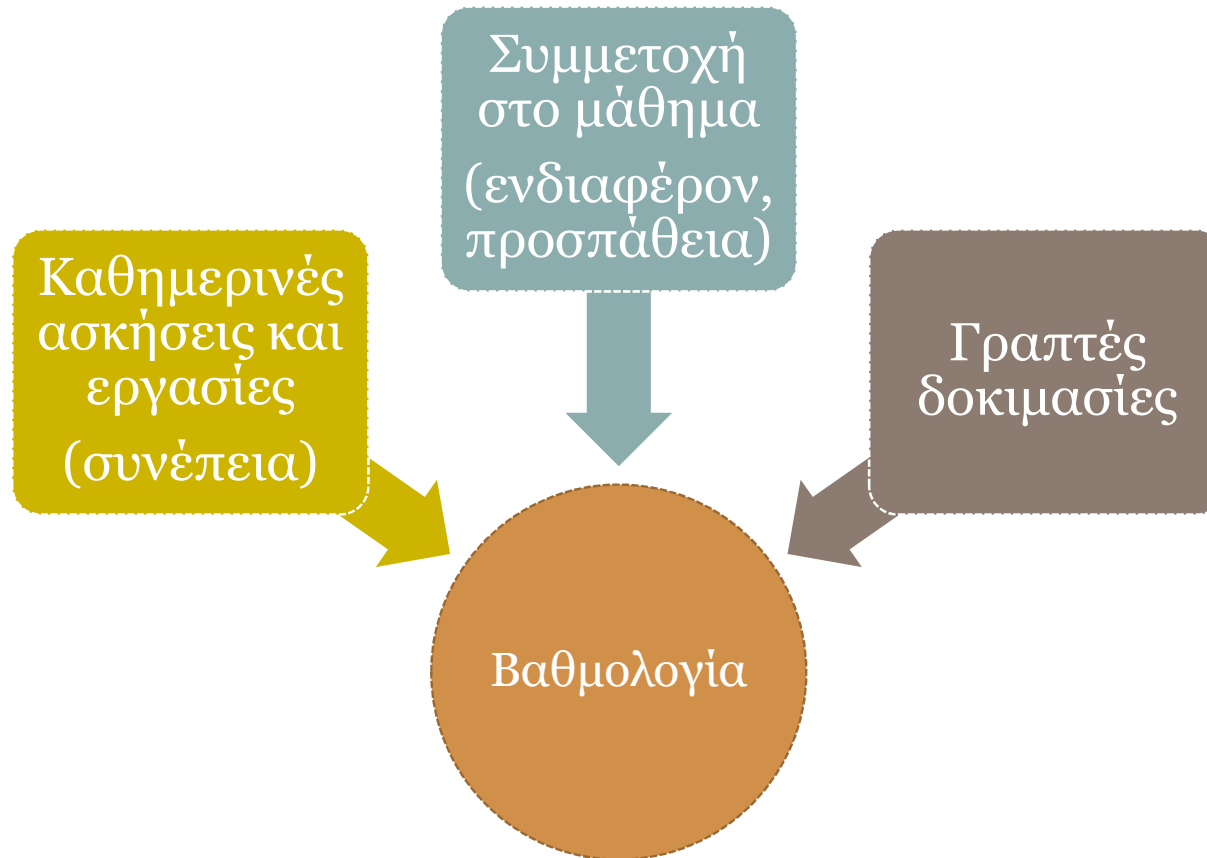 Συμμετοχή
στο μάθημα
(ενδιαφέρον,
προσπάθεια)
Καθημερινές
ασκήσεις και
εργασίες
(συνέπεια)
Γραπτές
δοκιμασίες
Βαθμολογία